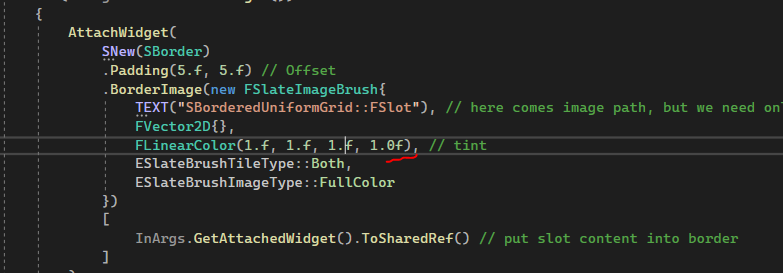 {
AttachWidget(
SNew(SBorder)
.Padding(5.f, 5.f) // Offset
.BorderImage(new FSlateImageBrush{
TEXT("SBorderedUniformGrid::FSlot"), // here comes image path, but we need on
FVector2D{},
FLinearColor(1.f, 1.f, 1.f, 1.0f), // tint
ESlateBrushTileType::Both,
ESlateBrushImageType::FullColor
})
[
InArgs.GetAttachedWidget().ToSharedRef() // put slot content into border
]